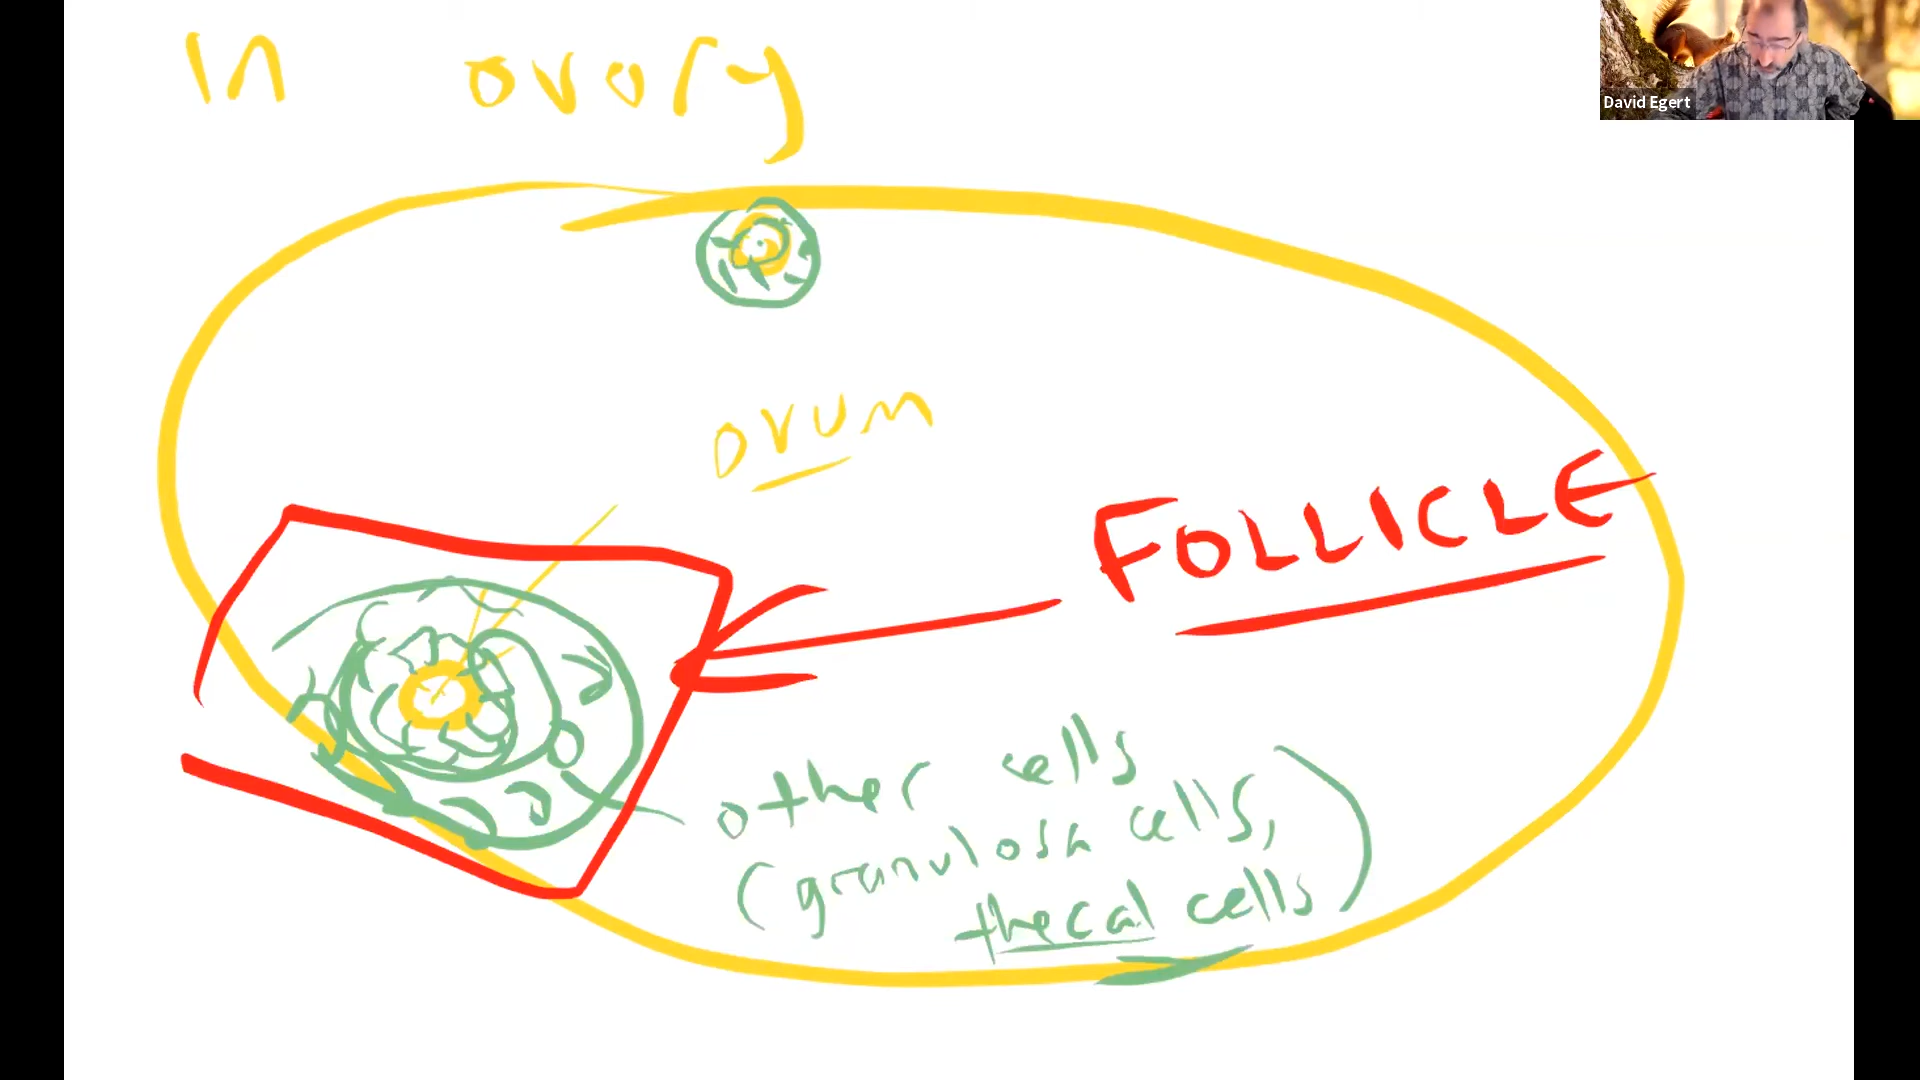 In ovary
David Egert
ovum
FOLLICLE
other cells
(granulosa cells,
thecal cells)